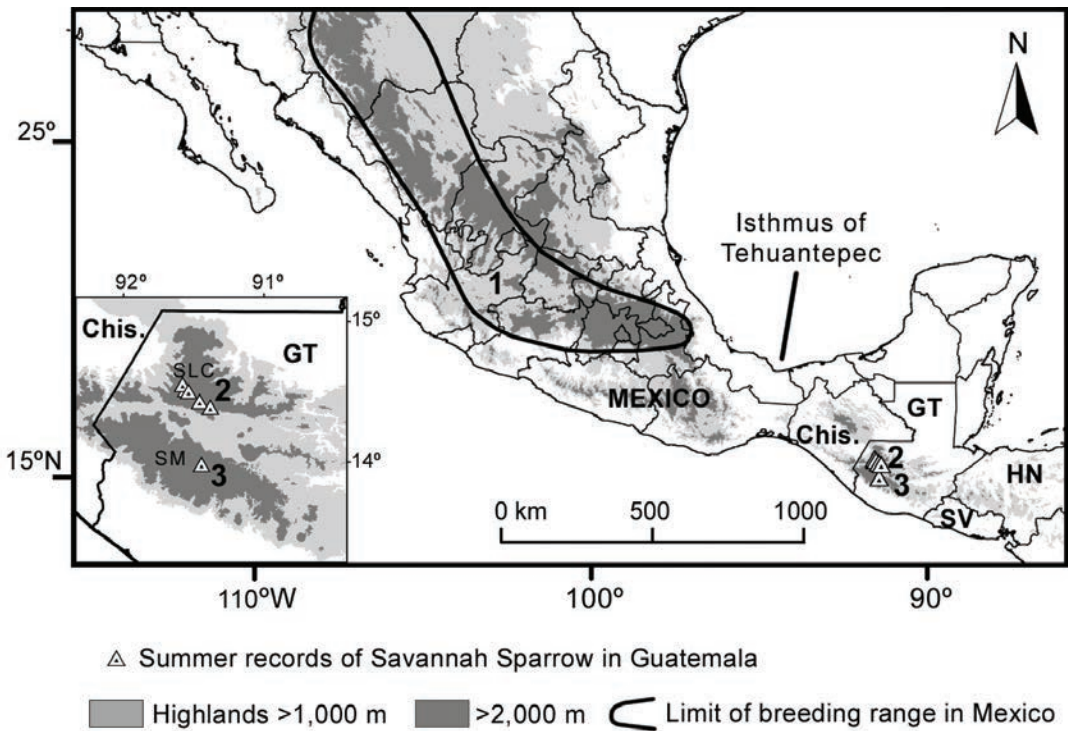 N
25º
Isthmus of
Tehuantepec
92º
91º
1
Chis.
15º
GT
SLC
2
MEXICO
GT
Chis.
SM
3
14º
15ºN
2
3
HN
0 km
500
1000
SV
110ºW
100º
90º
Summer records of Savannah Sparrow in Guatemala
Highlands >1,000 m
>2,000 m
Limit of breeding range in Mexico